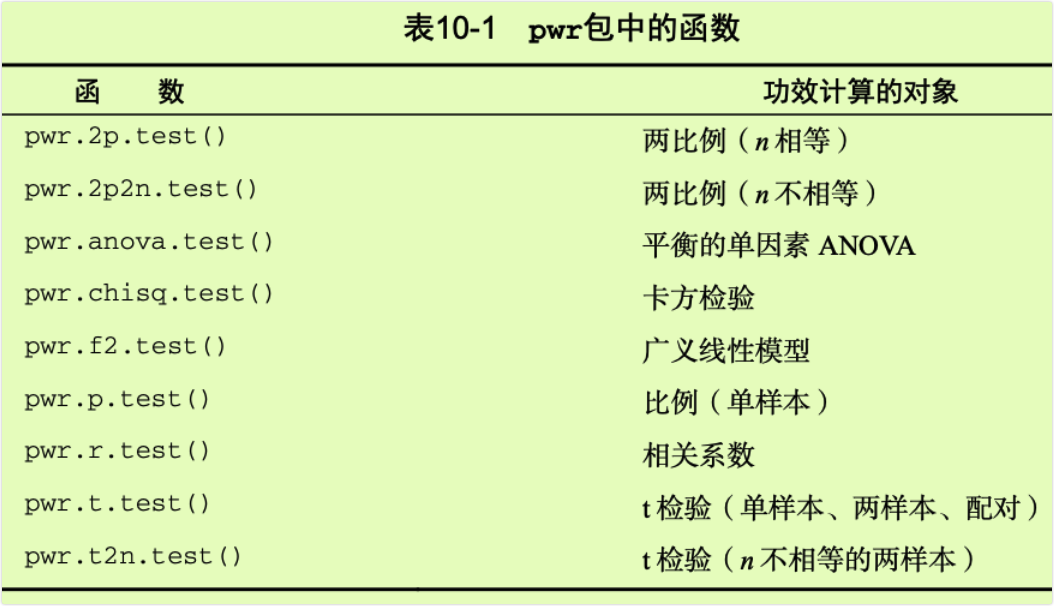 表10-1 pwr包中的函数
函 数 功效计算的对象
pwr.2p.test() 两比例（n相等）
pwr.2p2n.test() 两比例（n不相等）
pwr.anova.test() 平衡的单因素 ANOVA
pwr.chisq.test() 卡方检验
pwr.f2.test() 广义线性模型
pwr.p.test() 比例（单样本）
pwr.r.test() 相关系数
pwr.t.test() t检验（单样本、两样本、配对）
pwr.t2n.test() t检验（n不相等的两样本）